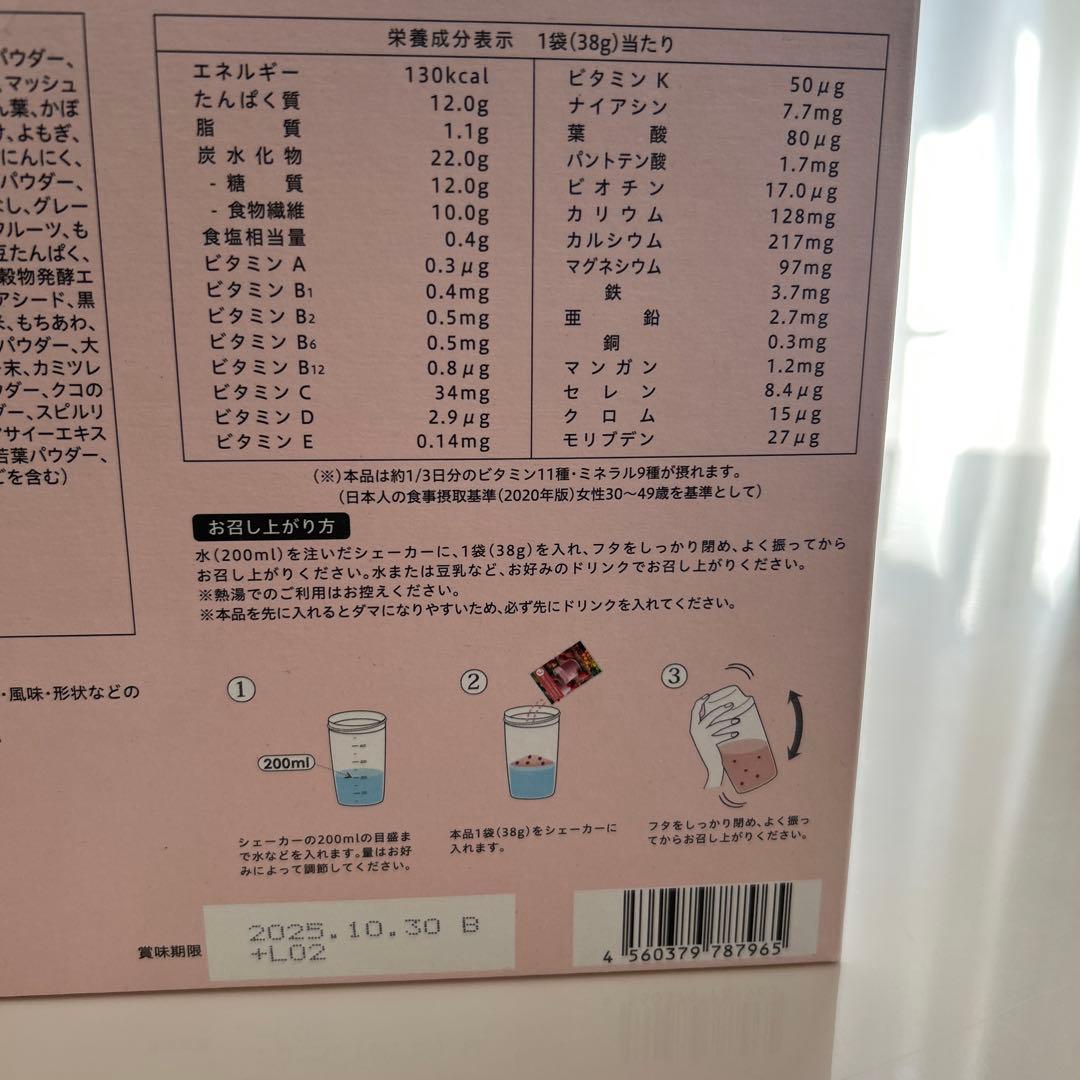 パウダー、
、マッシュ
ん葉、かぼ
け、よもぎ、
にんにく、
パウダー、
なし、グレー
フルーツ、も
豆たんぱく、
穀物発酵エ
アシード、黒
米、もちあわ、
パウダー、大
末、カミツレ
ウダー、クコの
ダー、スピルリ
アサイーエキス
若葉パウダー、
ごを含む)
・風味・形状などの
栄養成分表示 1袋(38g)当たり
エネルギー 130kcal
たんぱく質 12.0g
脂質 1.1g
炭水化物 22.0g
- 糖質 12.0g
- 食物繊維 10.0g
食塩相当量 0.4g
ビタミン A 0.3μg
ビタミン B1 0.4mg
ビタミン B2 0.5mg
ビタミン B6 0.5mg
ビタミン B12 0.8μg
ビタミン C 34mg
ビタミン D 2.9μg
ビタミン E 0.14mg
ビタミン K 50μg
ナイアシン 7.7mg
葉酸 80μg
パントテン酸 1.7mg
ビオチン 17.0μg
カリウム 128mg
カルシウム 217mg
マグネシウム 97mg
鉄 3.7mg
亜鉛 2.7mg
銅 0.3mg
マンガン 1.2mg
セレン 8.4μg
クロム 15μg
モリブデン 27μg
(※)本品は約1/3日分のビタミン11種・ミネラル9種が摂れます。
(日本人の食事摂取基準(2020年版)女性30～49歳を基準として)
お召し上がり方
水(200ml)を注いだシェーカーに、1袋(38g)を入れ、フタをしっかり閉め、よく振ってから
お召し上がりください。水または豆乳など、お好みのドリンクでお召し上がりください。
※熱湯でのご利用はお控えください。
※本品を先に入れるとダマになりやすいため、必ず先にドリンクを入れてください。
①
200ml
シェーカーの200mlの目盛ま
で水などを入れます。量はお好
みによって調節してください。
②
本品1袋(38g)をシェーカーに
入れます。
③
フタをしっかり閉め、よく振っ
てからお召し上がりください。
賞味期限
2025.10.30 B
+L02
4 560379 787965